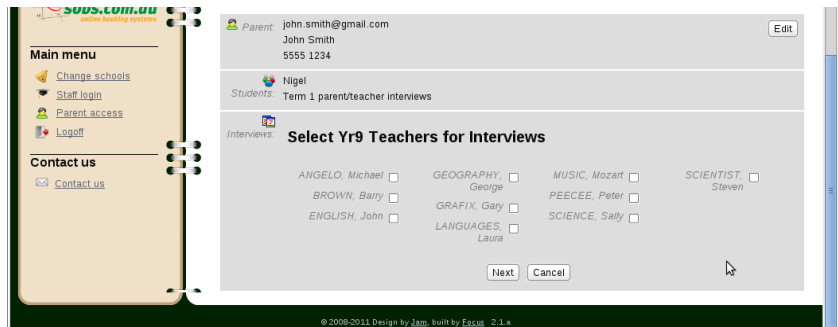 sobs.com.au
online booking systems
Main menu
Change schools
Staff login
Parent access
Logoff
Contact us
Contact us
Parent: john.smith@gmail.com
John Smith
5555 1234
Edit
Students: Nigel
Term 1 parent/teacher interviews
Interviews: Select Yr9 Teachers for Interviews
ANGELO, Michael
BROWN, Barry
ENGLISH, John
GEOGRAPHY,
George
GRAFIX, Gary
LANGUAGES,
Laura
MUSIC, Mozart
PEECEE, Peter
SCIENCE, Sally
SCIENTIST,
Steven
Next Cancel
© 2008-2011 Design by Jam, built by Focus 2.1.a